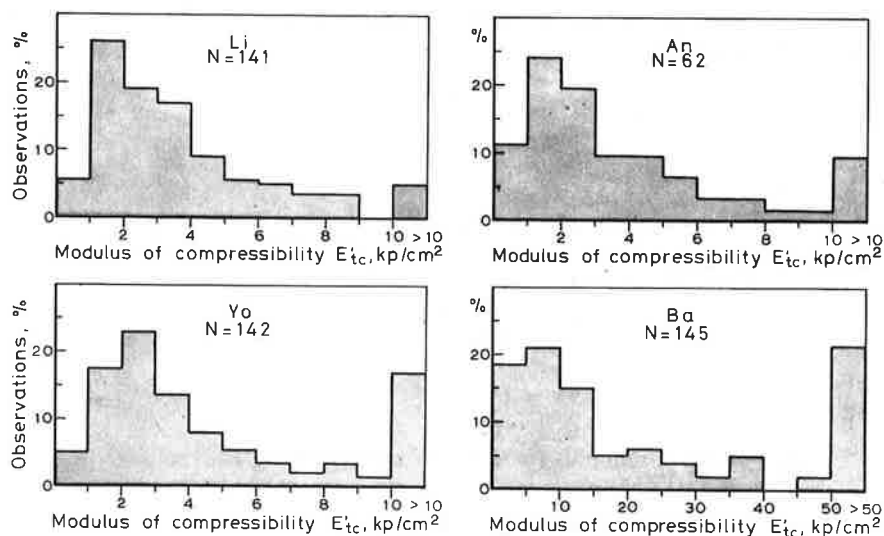 Observations, %
Li
N=141
20
10
0
2 4 6 8 10 >10
Modulus of compressibility E'tc, kp/cm²
%
An
N=62
20
10
0
2 4 6 8 10 >10
Modulus of compressibility E'tc, kp/cm²
Observations, %
Yo
N=142
20
10
0
2 4 6 8 10 >10
Modulus of compressibility E'tc, kp/cm²
%
Ba
N=145
20
10
0
10 20 30 40 50 >50
Modulus of compressibility E'tc, kp/cm²